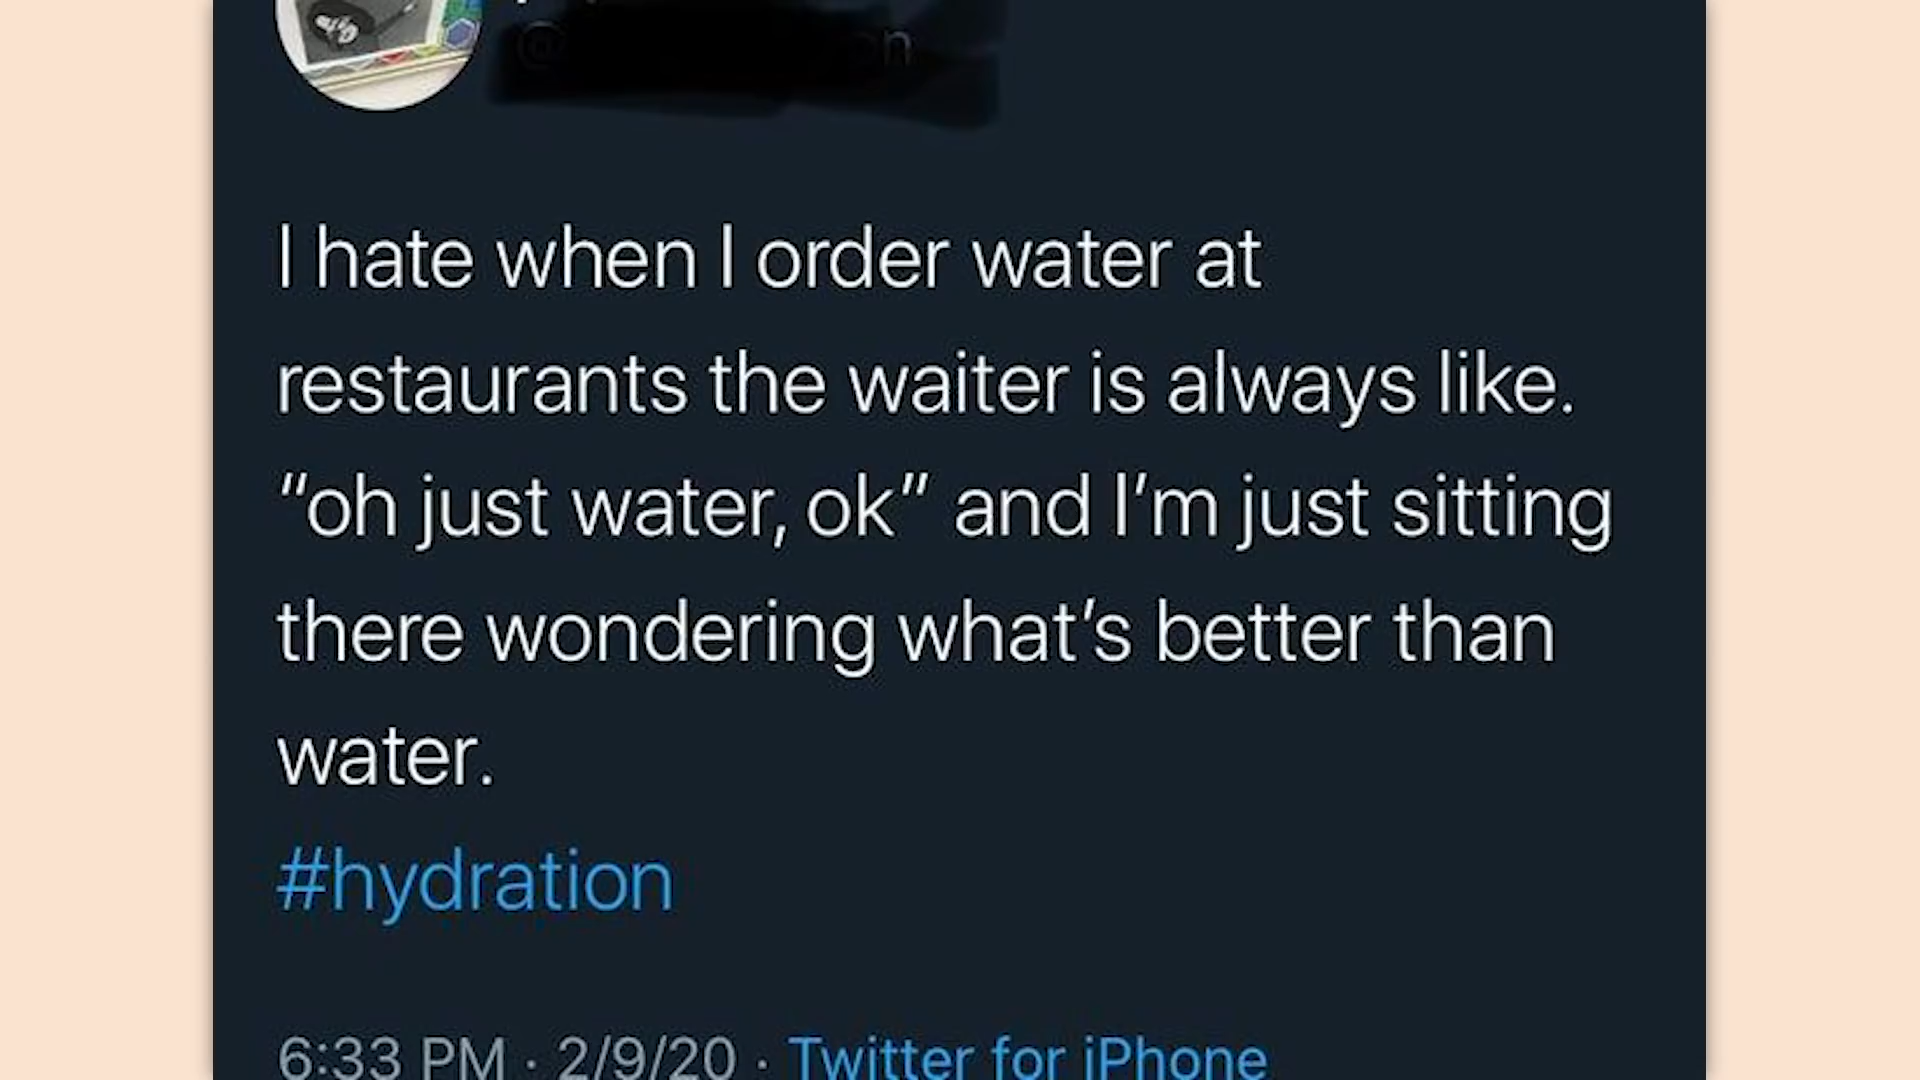 I hate when I order water at
restaurants the waiter is always like.
“oh just water, ok” and I’m just sitting
there wondering what’s better than
water.
#hydration
6:33 PM · 2/9/20 · Twitter for iPhone